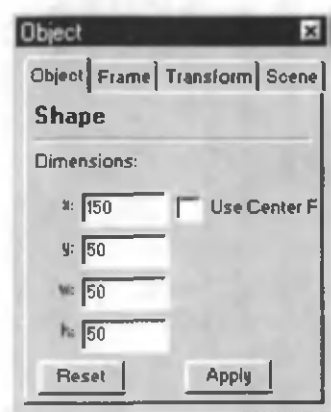 Object
Object Frame Transform Scene
Shape
Dimensions:
x: 150 Use Center F
y: 50
w: 50
h: 50
Reset Apply